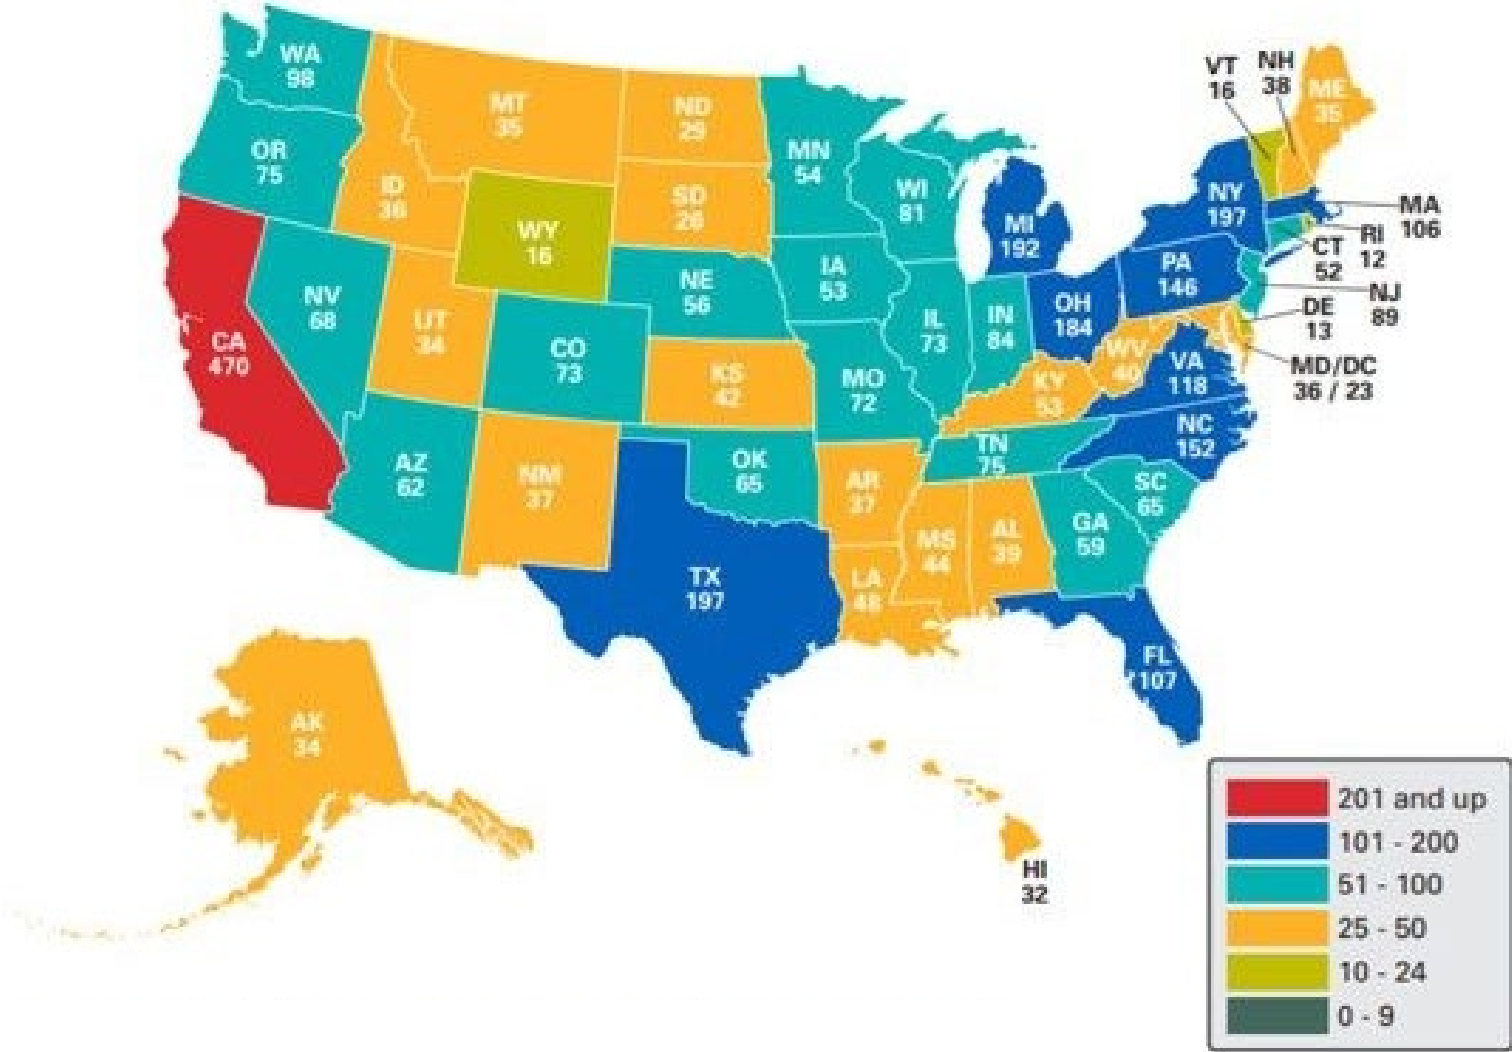 WA
98
MT
35
ND
29
MN
54
VT
16
NH
38
ME
35
OR
75
ID
36
SD
26
WI
81
MI
192
NY
197
MA
106
WY
16
RI
12
CT
52
NV
68
UT
34
NE
56
IA
53
IL
73
IN
84
OH
184
PA
146
NJ
89
DE
13
CA
470
CO
73
KS
42
MO
72
KY
53
WV
40
VA
118
MD/DC
36 / 23
AZ
62
NM
37
OK
65
AR
37
TN
75
NC
152
SC
65
TX
197
LA
48
MS
44
AL
39
GA
59
FL
107
AK
34
HI
32
201 and up
101 - 200
51 - 100
25 - 50
10 - 24
0 - 9